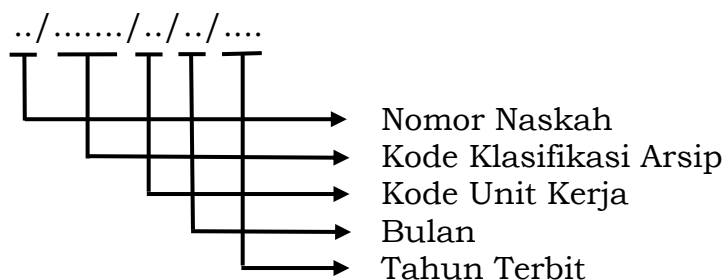 ../......./../../....
Nomor Naskah
Kode Klasifikasi Arsip
Kode Unit Kerja
Bulan
Tahun Terbit